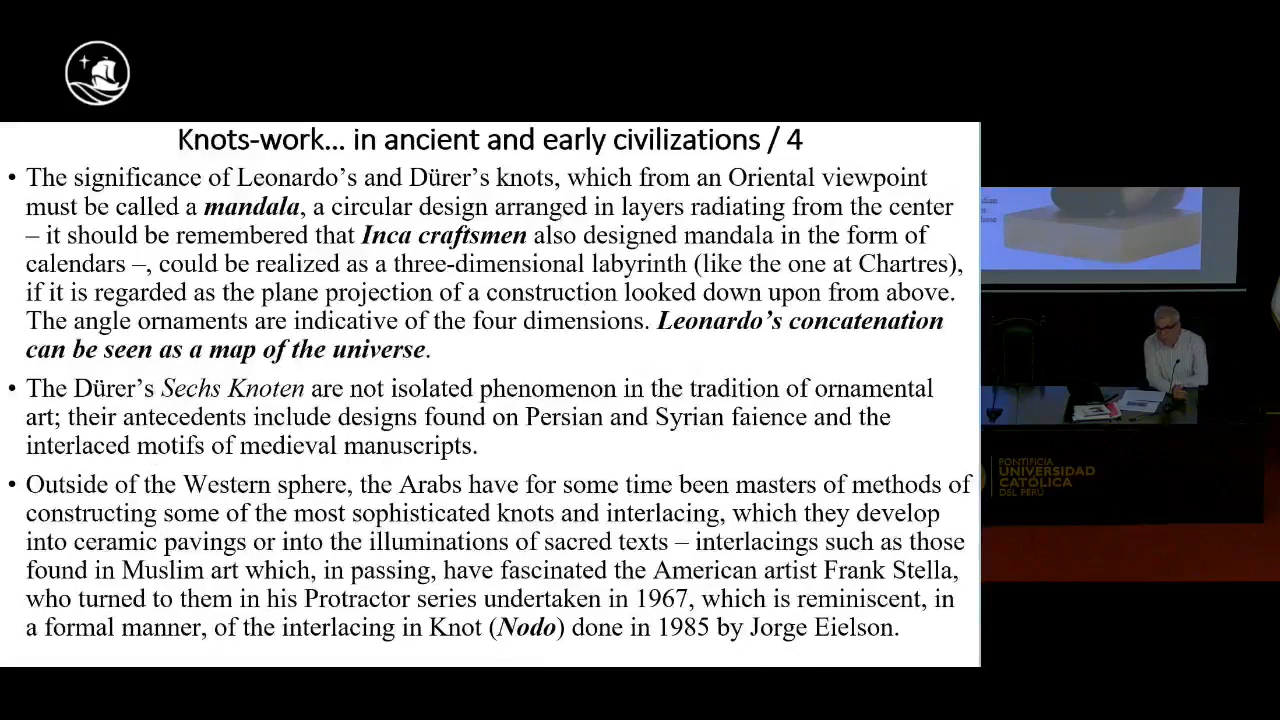 Knots-work… in ancient and early civilizations / 4
• The significance of Leonardo’s and Dürer’s knots, which from an Oriental viewpoint
must be called a mandala, a circular design arranged in layers radiating from the center
– it should be remembered that Inca craftsmen also designed mandala in the form of
calendars –, could be realized as a three-dimensional labyrinth (like the one at Chartres),
if it is regarded as the plane projection of a construction looked down upon from above.
The angle ornaments are indicative of the four dimensions. Leonardo’s concatenation
can be seen as a map of the universe.
• The Dürer’s Sechs Knoten are not isolated phenomenon in the tradition of ornamental
art; their antecedents include designs found on Persian and Syrian faience and the
interlaced motifs of medieval manuscripts.
• Outside of the Western sphere, the Arabs have for some time been masters of methods of
constructing some of the most sophisticated knots and interlacing, which they develop
into ceramic pavings or into the illuminations of sacred texts – interlacings such as those
found in Muslim art which, in passing, have fascinated the American artist Frank Stella,
who turned to them in his Protractor series undertaken in 1967, which is reminiscent, in
a formal manner, of the interlacing in Knot (Nodo) done in 1985 by Jorge Eielson.
PONTIFICIA
UNIVERSIDAD
CATÓLICA
DEL PERÚ